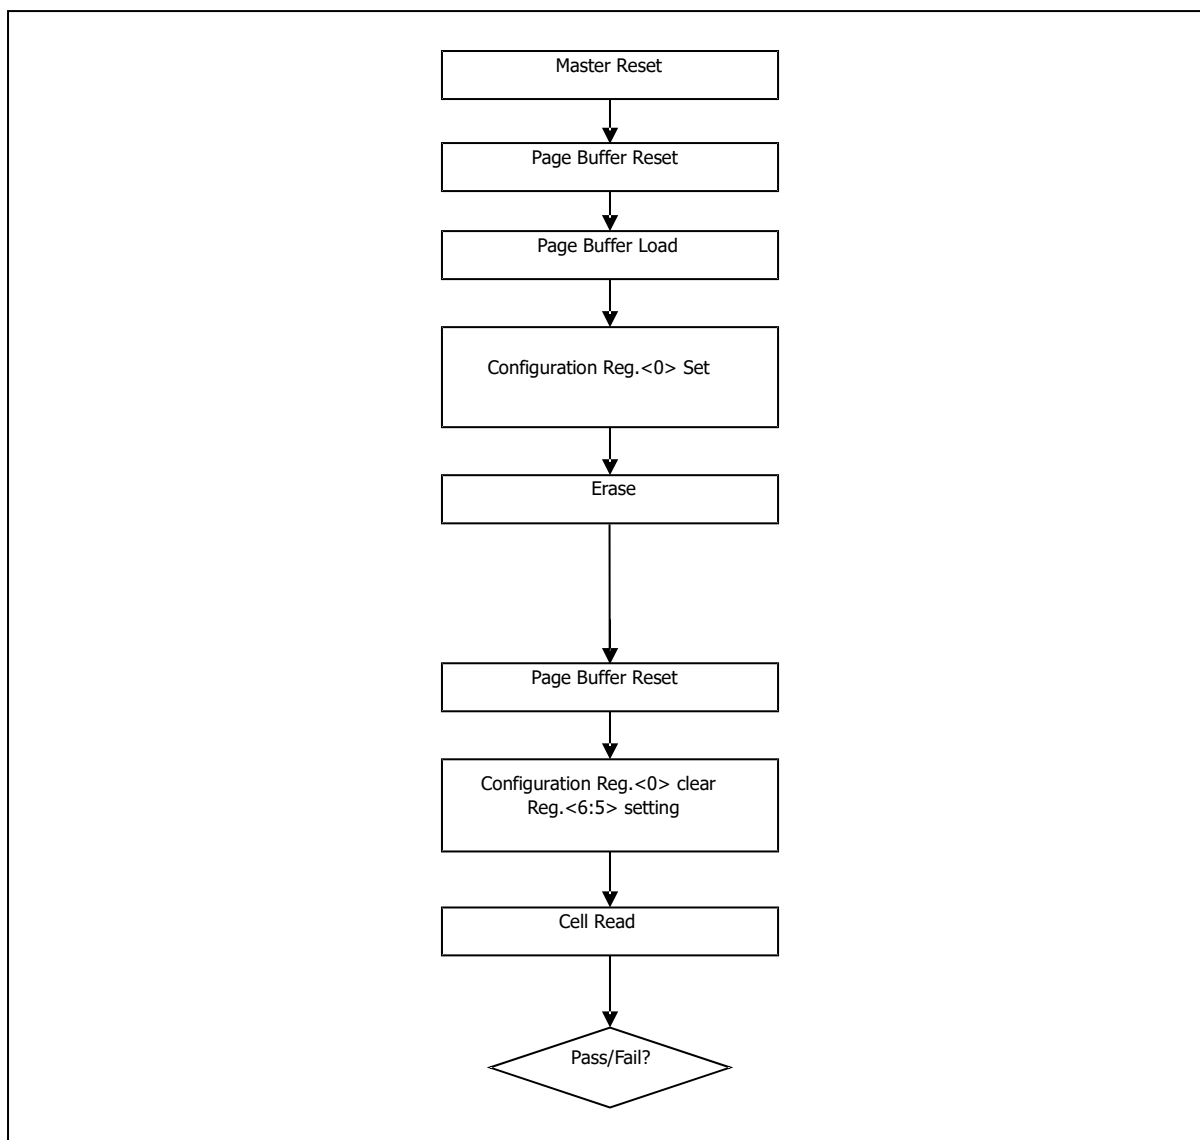 Master Reset
Page Buffer Reset
Page Buffer Load
Configuration Reg.<0> Set
Erase
Page Buffer Reset
Configuration Reg.<0> clear
Reg.<6:5> setting
Cell Read
Pass/Fail?